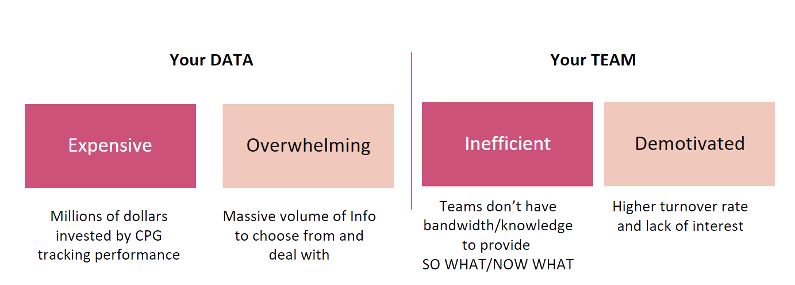 Your DATA
Your TEAM
Expensive
Overwhelming
Inefficient
Demotivated
Millions of dollars
invested by CPG
tracking performance
Massive volume of Info
to choose from and
deal with
Teams don’t have
bandwidth/knowledge
to provide
SO WHAT/NOW WHAT
Higher turnover rate
and lack of interest